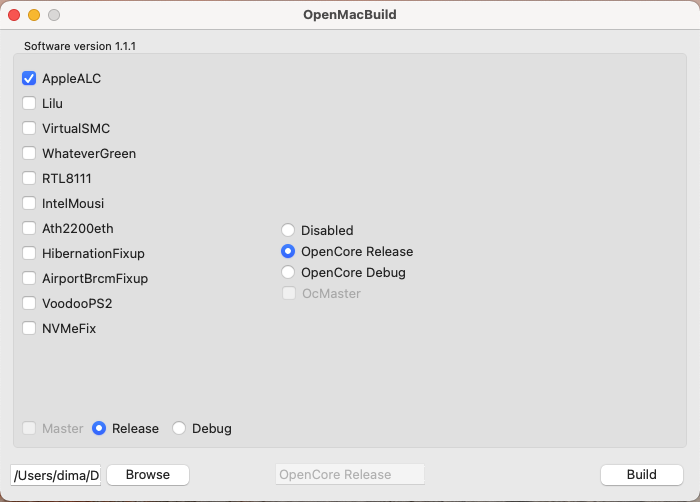 OpenMacBuild
Software version 1.1.1
AppleALC
Lilu
VirtualSMC
WhateverGreen
RTL8111
IntelMousi
Ath2200eth
HibernationFixup
AirportBrcmFixup
VoodooPS2
NVMeFix
Disabled
OpenCore Release
OpenCore Debug
OcMaster
Master Release Debug
/Users/dima/D Browse OpenCore Release Build